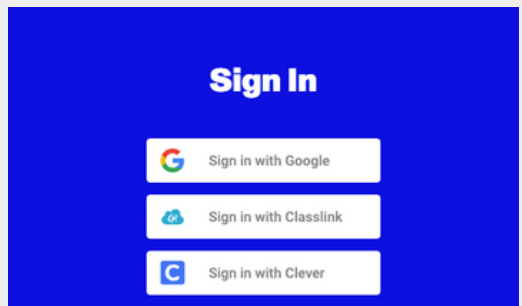 Sign In
Sign in with Google
Sign in with Classlink
Sign in with Clever